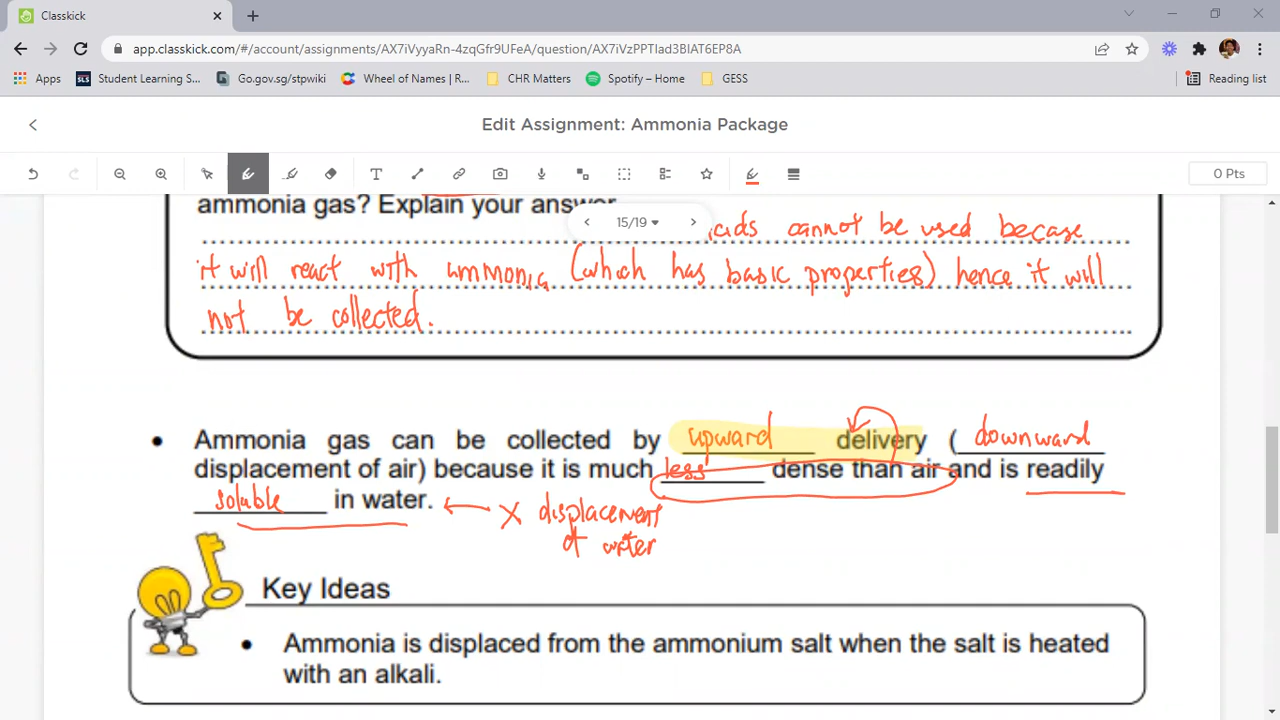 Classkick
app.classkick.com/#/account/assignments/AX7iVyyaRn-4zqGfr9UFeA/question/AX7iVzPPTIad3BIAT6EP8A
Apps SLS Student Learning S... Go.gov.sg/stpwiki Wheel of Names | R... CHR Matters Spotify – Home GESS Reading list
Edit Assignment: Ammonia Package
T 0 Pts
ammonia gas? Explain your answer
15/19
cannot be used becase
it will react with ammonia (which has basic properties) hence it will
not be collected.
Ammonia gas can be collected by upward delivery (downward
displacement of air) because it is much less dense than air and is readily
soluble in water.
X displacement
of water
Key Ideas
Ammonia is displaced from the ammonium salt when the salt is heated
with an alkali.